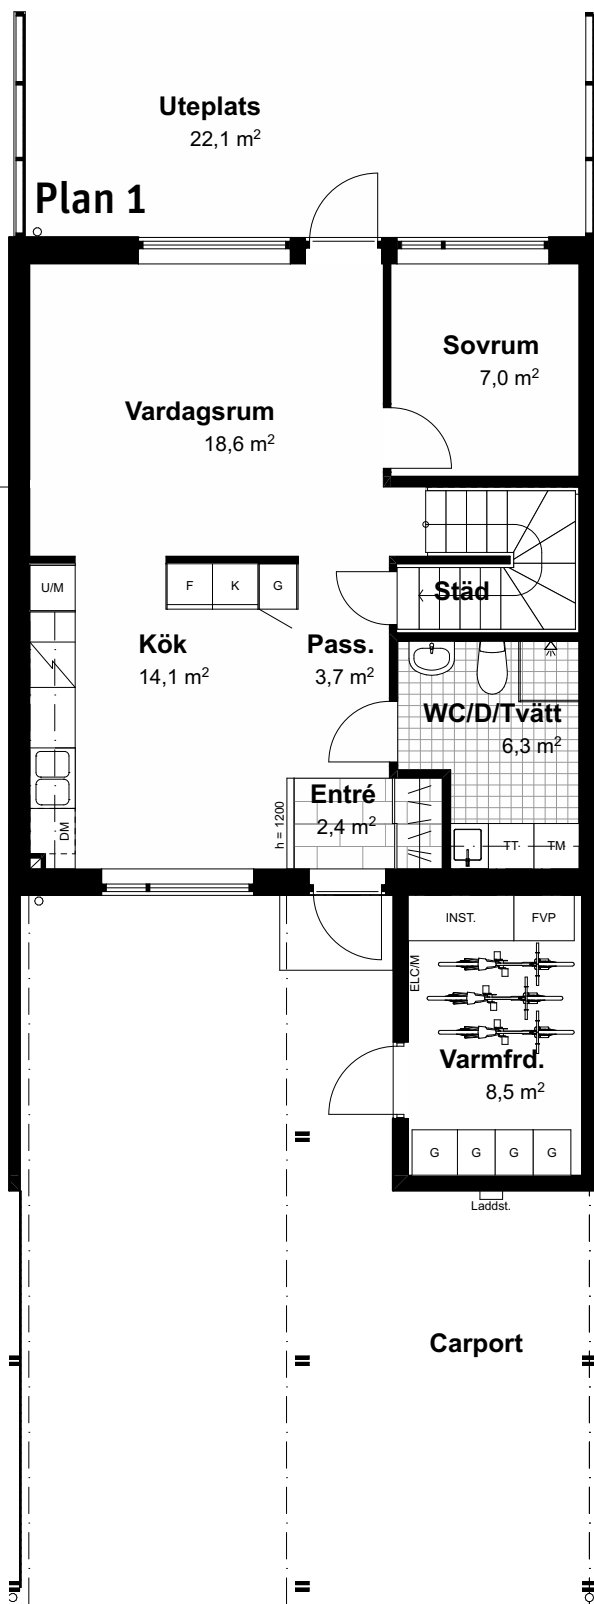 Uteplats
22,1 m²
Plan 1
Sovrum
7,0 m²
Vardagsrum
18,6 m²
U/M
F
K
G
Städ
Kök
14,1 m²
Pass.
3,7 m²
WC/D/Tvätt
6,3 m²
Entré
2,4 m²
h = 1200
DM
TT
TM
INST.
FVP
ELC/M
Varmfrd.
8,5 m²
G
G
G
G
Laddst.
Carport